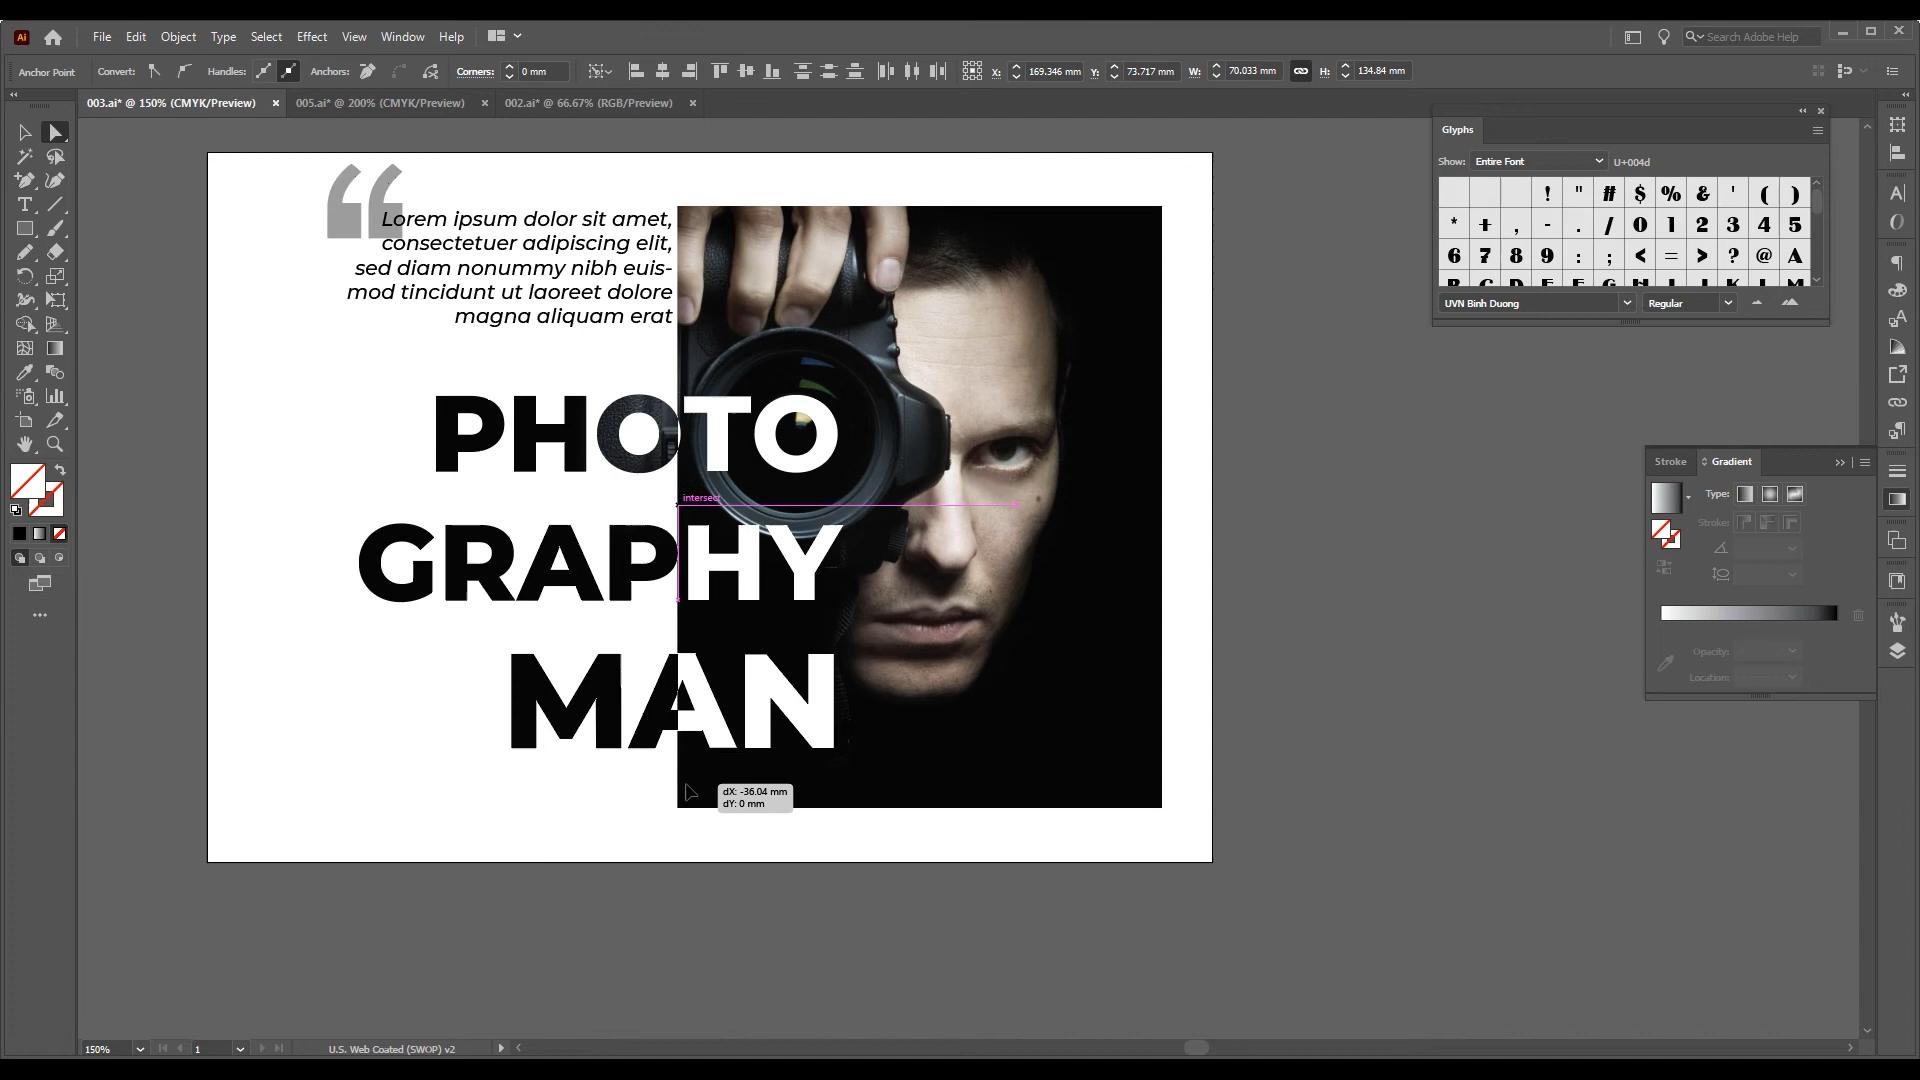 Ai File Edit Object Type Select Effect View Window Help Search Adobe Help
Anchor Point Convert: Handles: Anchors: Corners: 0 mm X: 169.346 mm Y: 73.717 mm W: 70.033 mm H: 134.84 mm
003.ai* @ 150% (CMYK/Preview) 005.ai* @ 200% (CMYK/Preview) 002.ai* @ 66.67% (RGB/Preview)
Glyphs
Show: Entire Font U+004d
! " # $ % & ' ( )
* + , - . / 0 1 2 3 4 5
6 7 8 9 : ; < = > ? @ A
UVN Binh Duong Regular
“
Lorem ipsum dolor sit amet,
consectetuer adipiscing elit,
sed diam nonummy nibh euis-
mod tincidunt ut laoreet dolore
magna aliquam erat
PHOTO
GRAPHY
MAN
intersect
dX: -36.04 mm
dY: 0 mm
Stroke Gradient
Type:
Stroke:
Opacity:
Location:
150% 1 U.S. Web Coated (SWOP) v2